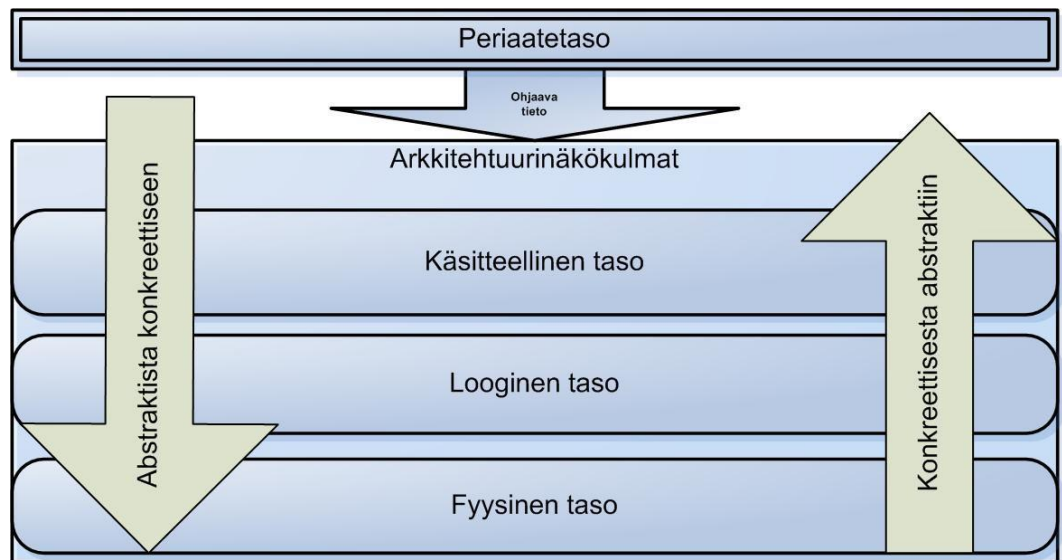 Periaatetaso
Ohjaava
tieto
Arkkitehtuurinäkökulmat
Abstraktista konkreettiseen
Käsitteellinen taso
Looginen taso
Fyysinen taso
Konkreettisesta abstraktiin